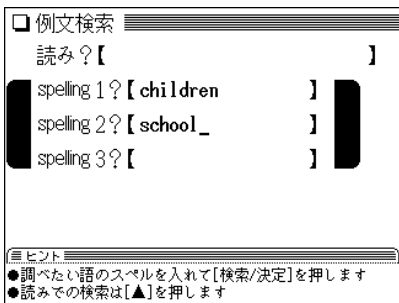 例文検索
読み?【 】
spelling 1?【children 】
spelling 2?【school_ 】
spelling 3?【 】
ヒント
●調べたい語のスペルを入れて[検索/決定]を押します
●読みでの検索は[▲]を押します